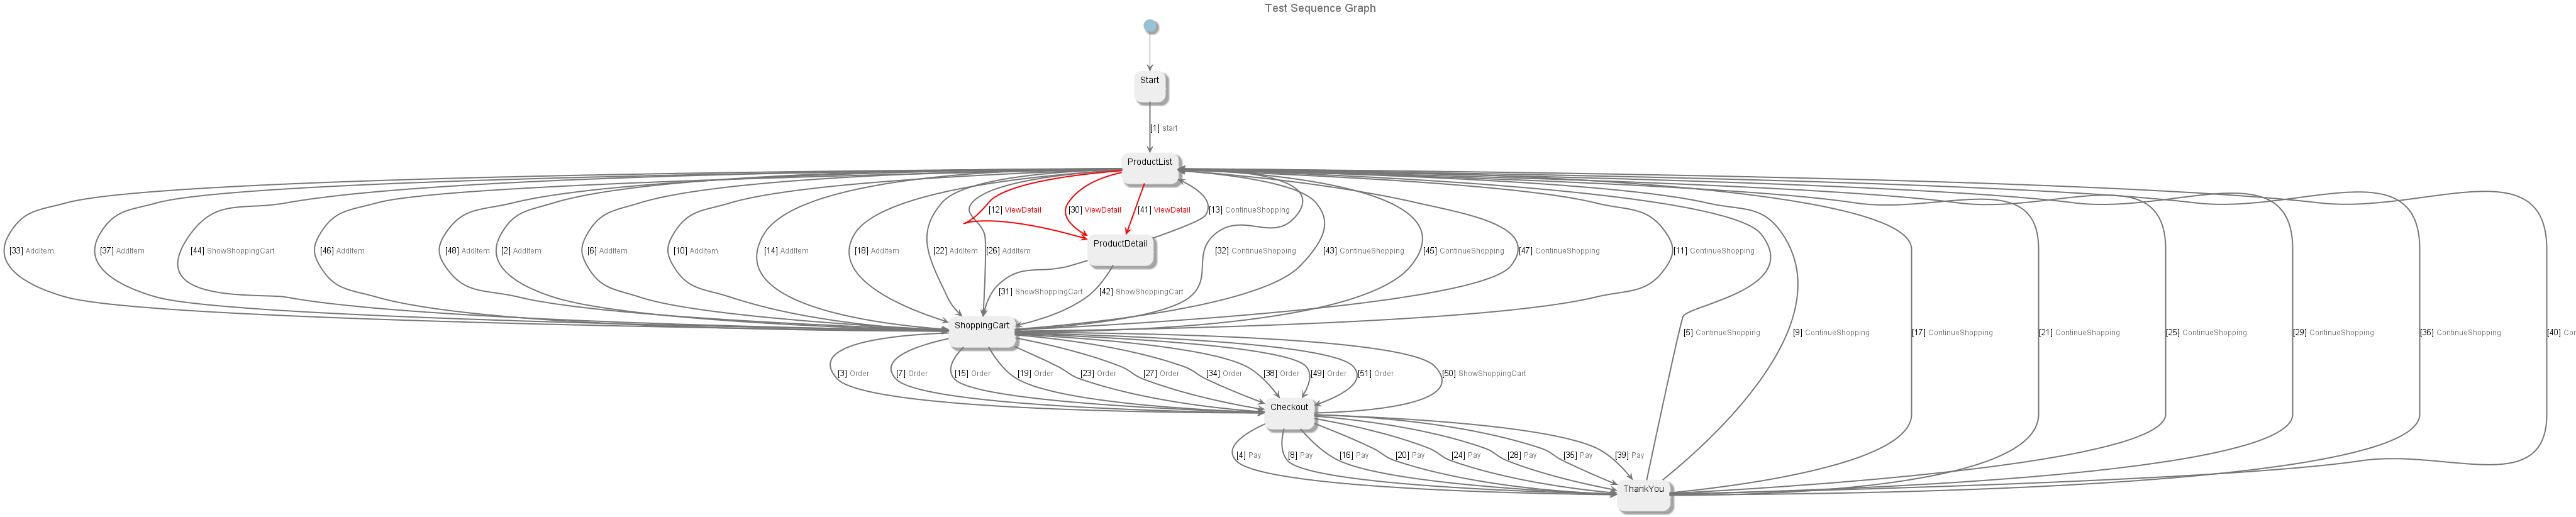 Test Sequence Graph
Start
[1] start
ProductList
[12] ViewDetail
[30] ViewDetail
[41] ViewDetail
[13] ContinueShopping
ProductDetail
[33] AddItem
[37] AddItem
[44] ShowShoppingCart
[46] AddItem
[48] AddItem
[2] AddItem
[6] AddItem
[10] AddItem
[14] AddItem
[18] AddItem
[22] AddItem
[26] AddItem
[32] ContinueShopping
[43] ContinueShopping
[45] ContinueShopping
[47] ContinueShopping
[11] ContinueShopping
[31] ShowShoppingCart
[42] ShowShoppingCart
ShoppingCart
[5] ContinueShopping
[9] ContinueShopping
[17] ContinueShopping
[21] ContinueShopping
[25] ContinueShopping
[29] ContinueShopping
[36] ContinueShopping
[40] Con
[3] Order
[7] Order
[15] Order
[19] Order
[23] Order
[27] Order
[34] Order
[38] Order
[49] Order
[51] Order
[50] ShowShoppingCart
Checkout
[4] Pay
[8] Pay
[16] Pay
[20] Pay
[24] Pay
[28] Pay
[35] Pay
[39] Pay
ThankYou